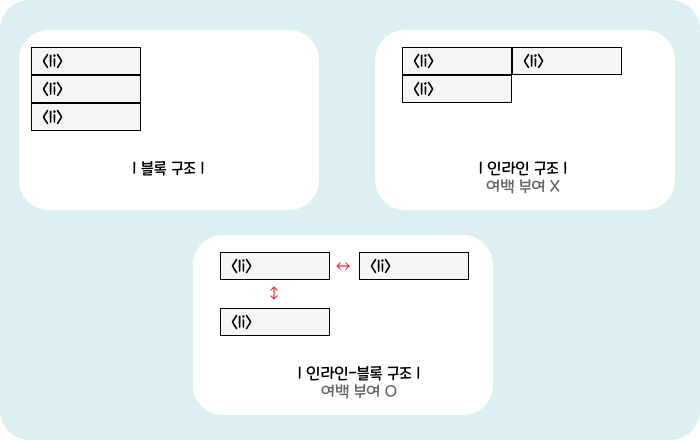 <li>
<li>
<li>
| 블록 구조 |
<li> <li>
<li>
| 인라인 구조 |
여백 부여 X
<li> <li>
<li>
| 인라인-블록 구조 |
여백 부여 O